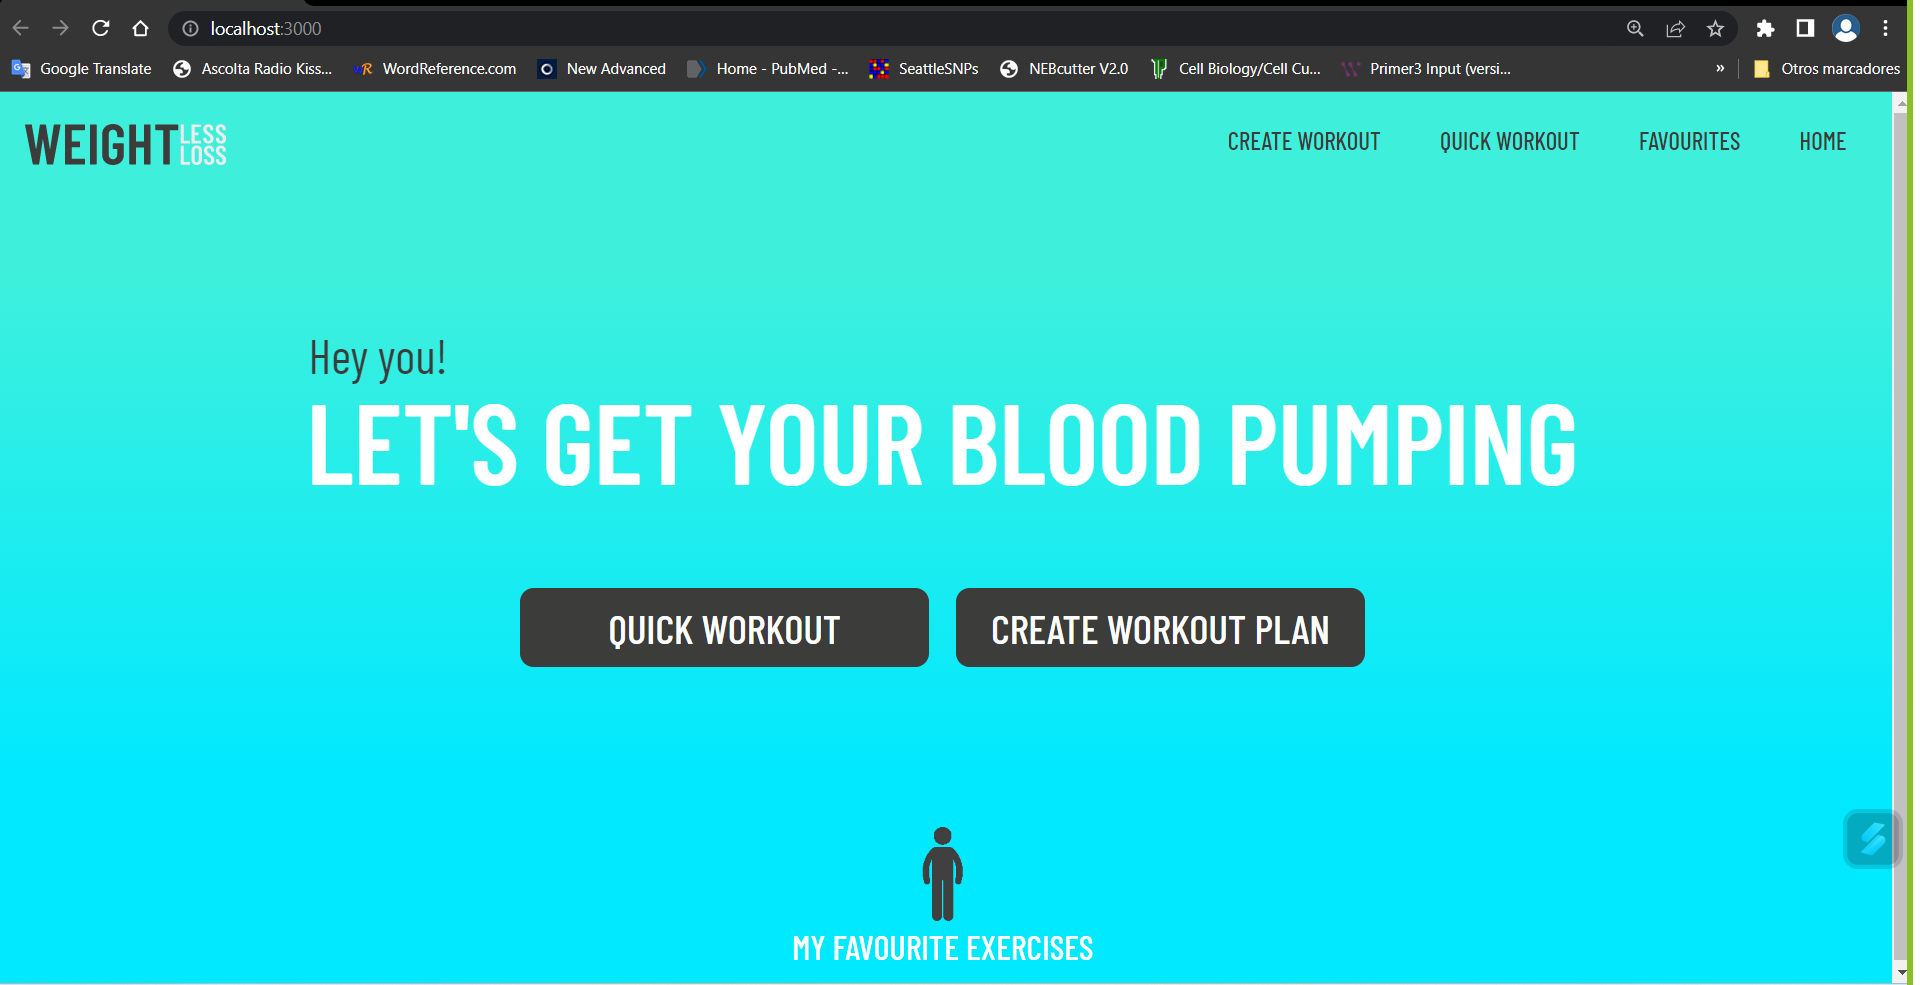 localhost:3000
Google Translate Ascolta Radio Kiss... WordReference.com New Advanced Home - PubMed -... SeattleSNPs NEBcutter V2.0 Cell Biology/Cell Cu... Primer3 Input (versi... » Otros marcadores
WEIGHT LESS
LOSS
CREATE WORKOUT QUICK WORKOUT FAVOURITES HOME
Hey you!
LET'S GET YOUR BLOOD PUMPING
QUICK WORKOUT CREATE WORKOUT PLAN
MY FAVOURITE EXERCISES